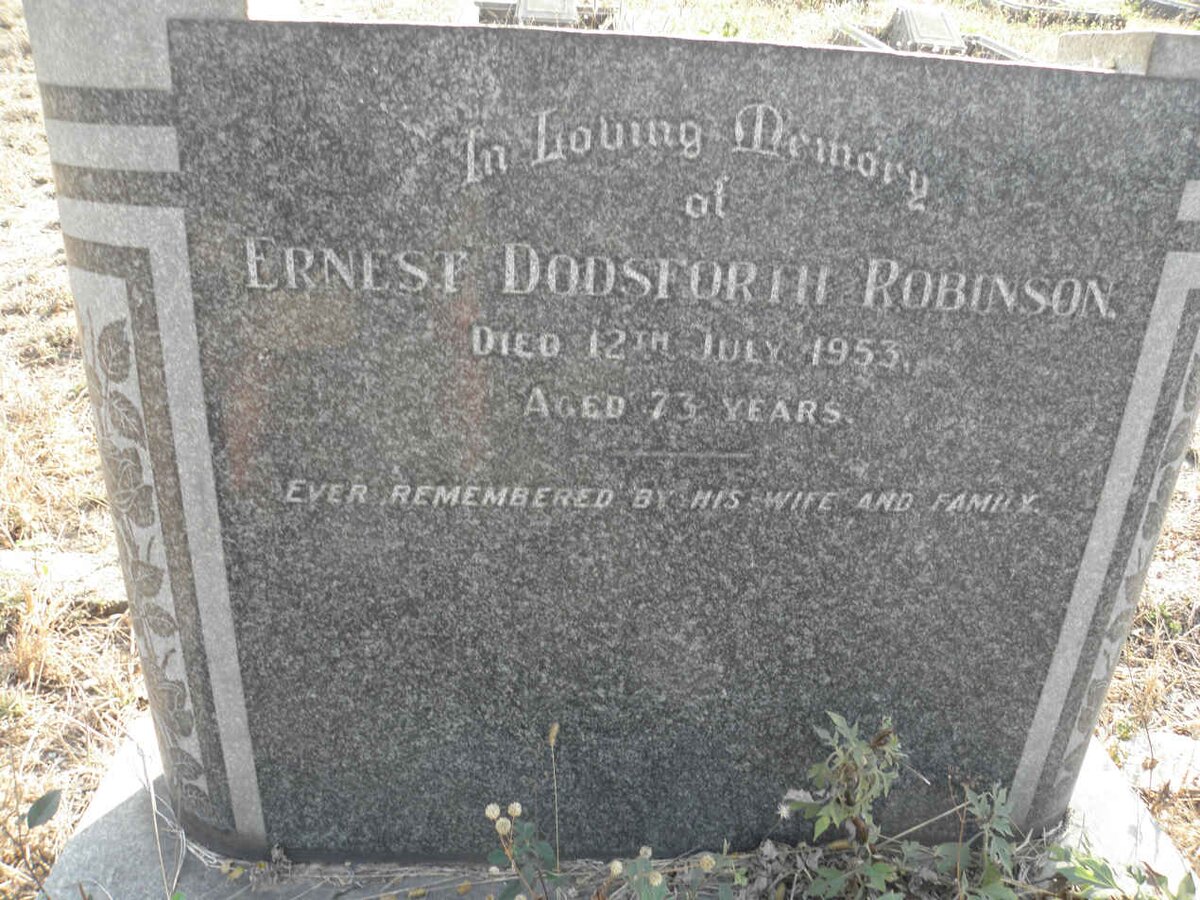 In Loving Memory
of
ERNEST DODSFORTH ROBINSON.
DIED 12TH JULY 1953,
AGED 73 YEARS.
EVER REMEMBERED BY HIS WIFE AND FAMILY.